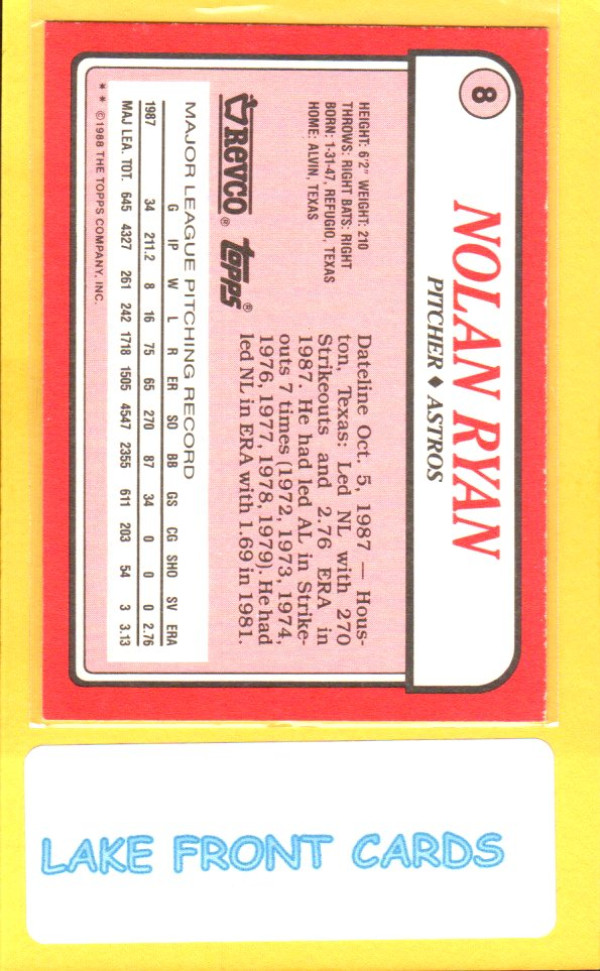 8
NOLAN RYAN
PITCHER ♦ ASTROS
HEIGHT: 6'2" WEIGHT: 210
THROWS: RIGHT BATS: RIGHT
BORN: 1-31-47, REFUGIO, TEXAS
HOME: ALVIN, TEXAS
Revco® topps®
Dateline Oct. 5, 1987 — Hous-
ton, Texas: Led NL with 270
Strikeouts and 2.76 ERA in
1987. He had led AL in Strike-
outs 7 times (1972, 1973, 1974,
1976, 1977, 1978, 1979). He had
led NL in ERA with 1.69 in 1981.
MAJOR LEAGUE PITCHING RECORD
G IP W L R ER SO BB GS CG SHO SV ERA
1987 34 211.2 8 16 75 65 270 87 34 0 0 0 2.76
MAJ LEA. TOT. 645 4327 261 242 1718 1505 4547 2355 611 203 54 3 3.13
* * ©1988 THE TOPPS COMPANY, INC.
LAKE FRONT CARDS